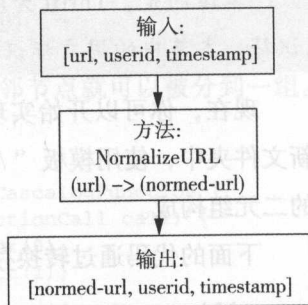 输入:
[url, userid, timestamp]
方法:
NormalizeURL
(url) –> (normed-url)
输出:
[normed-url, userid, timestamp]